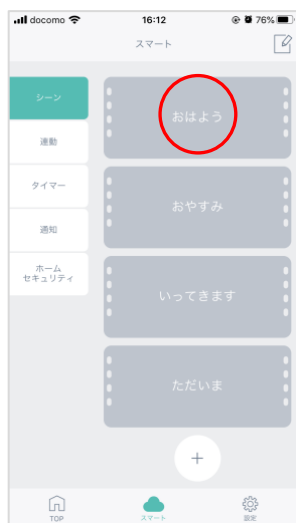 docomo 16:12 76%
スマート
シーン
連動
タイマー
通知
ホーム
セキュリティ
おはよう
おやすみ
いってきます
ただいま
+
TOP スマート 設定